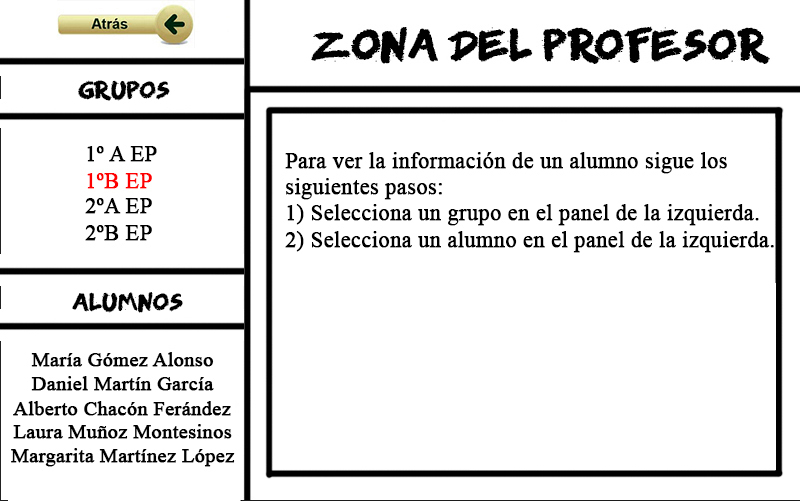 Atrás
ZONA DEL PROFESOR
GRUPOS
1º A EP
1ºB EP
2ºA EP
2ºB EP
ALUMNOS
María Gómez Alonso
Daniel Martín García
Alberto Chacón Ferández
Laura Muñoz Montesinos
Margarita Martínez López
Para ver la información de un alumno sigue los
siguientes pasos:
1) Selecciona un grupo en el panel de la izquierda.
2) Selecciona un alumno en el panel de la izquierda.